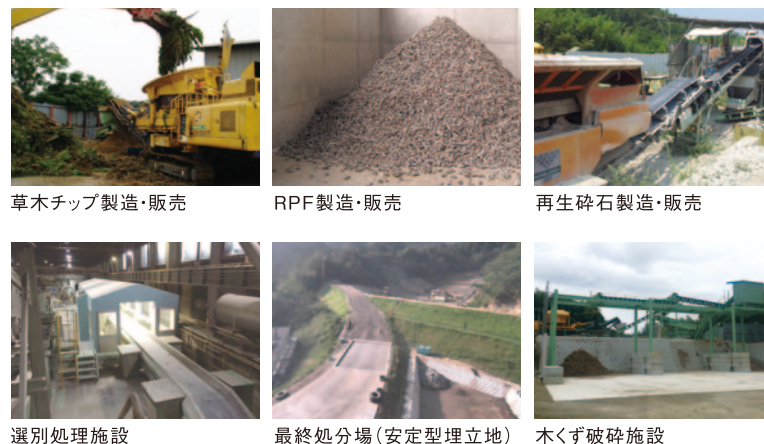 草木チップ製造・販売
RPF製造・販売
再生砕石製造・販売
選別処理施設
最終処分場（安定型埋立地）
木くず破砕施設